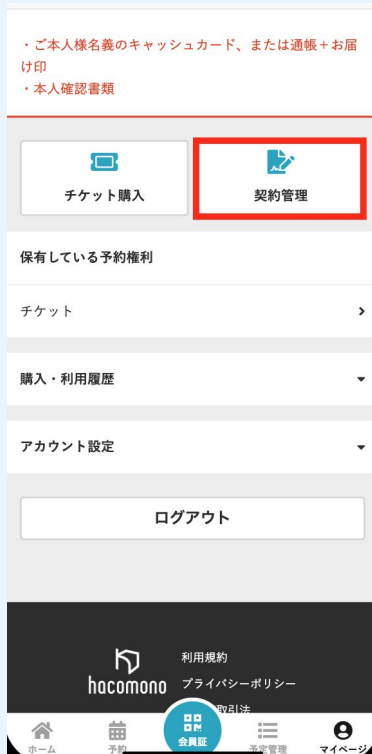 ・ご本人様名義のキャッシュカード、または通帳＋お届
け印
・本人確認書類
チケット購入
契約管理
保有している予約権利
チケット
購入・利用履歴
アカウント設定
ログアウト
hacomono
利用規約
プライバシーポリシー
取引法
ホーム
予約
会員証
予定管理
マイページ